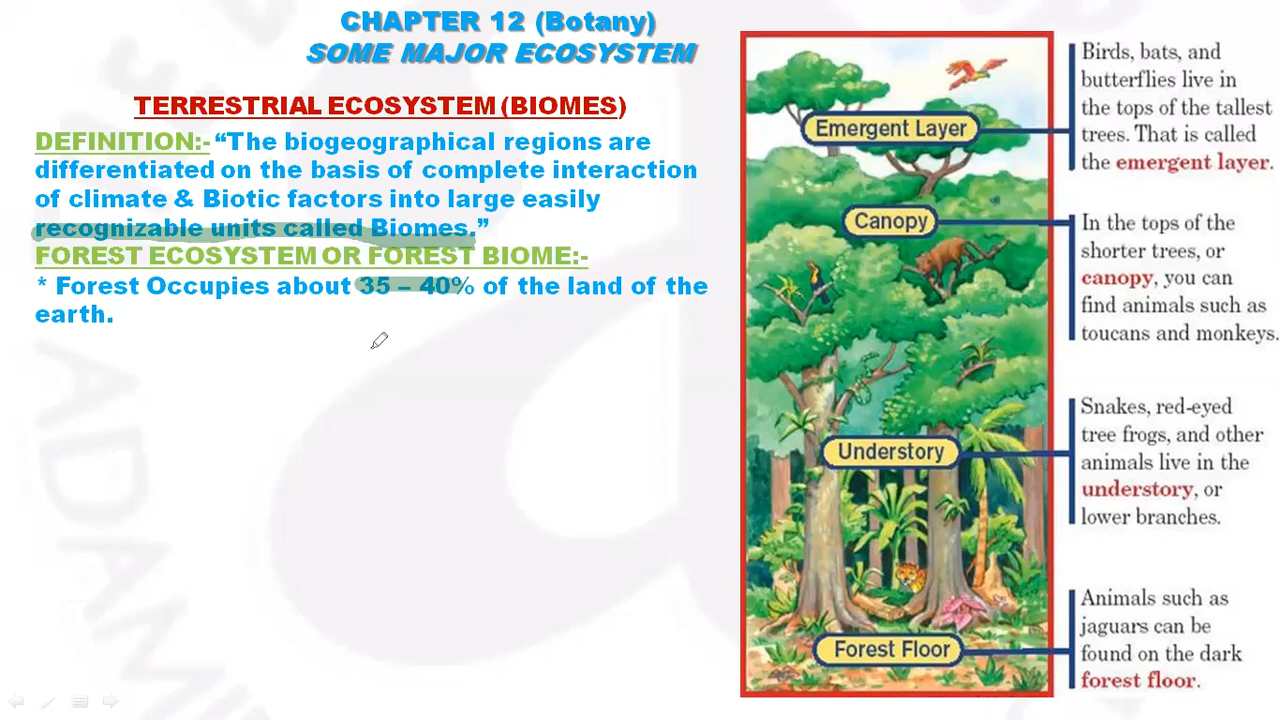 CHAPTER 12 (Botany)
SOME MAJOR ECOSYSTEM
TERRESTRIAL ECOSYSTEM (BIOMES)
DEFINITION:- “The biogeographical regions are
differentiated on the basis of complete interaction
of climate & Biotic factors into large easily
recognizable units called Biomes.”
FOREST ECOSYSTEM OR FOREST BIOME:-
* Forest Occupies about 35 – 40% of the land of the
earth.
Emergent Layer
Birds, bats, and
butterflies live in
the tops of the tallest
trees. That is called
the emergent layer.
Canopy
In the tops of the
shorter trees, or
canopy, you can
find animals such as
toucans and monkeys.
Understory
Snakes, red-eyed
tree frogs, and other
animals live in the
understory, or
lower branches.
Forest Floor
Animals such as
jaguars can be
found on the dark
forest floor.